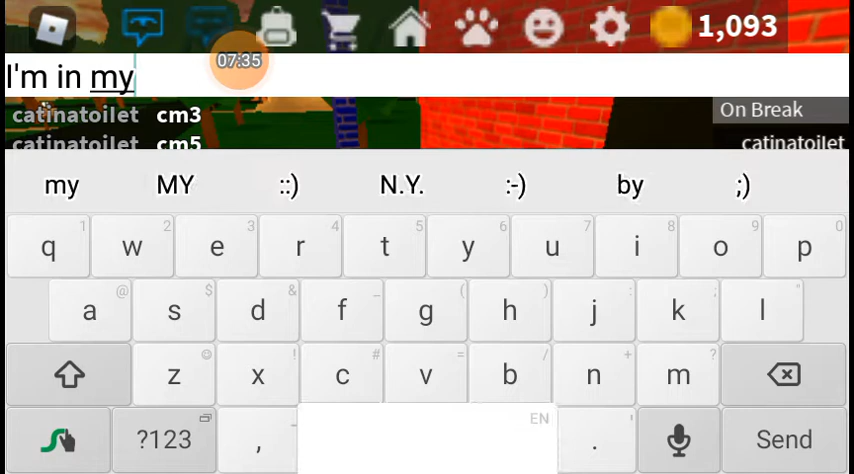 1,093
07:35
I'm in my
catinatoilet cm3
On Break
catinatoilet cm5
catinatoilet
my MY ::) N.Y. :-) by ;)
1 2 3 4 5 6 7 8 9 0
q w e r t y u i o p
@ $ & _ ( ) : ; "
a s d f g h j k l
☺ ! # = / + ?
z x c v b n m
EN
?123 , . Send